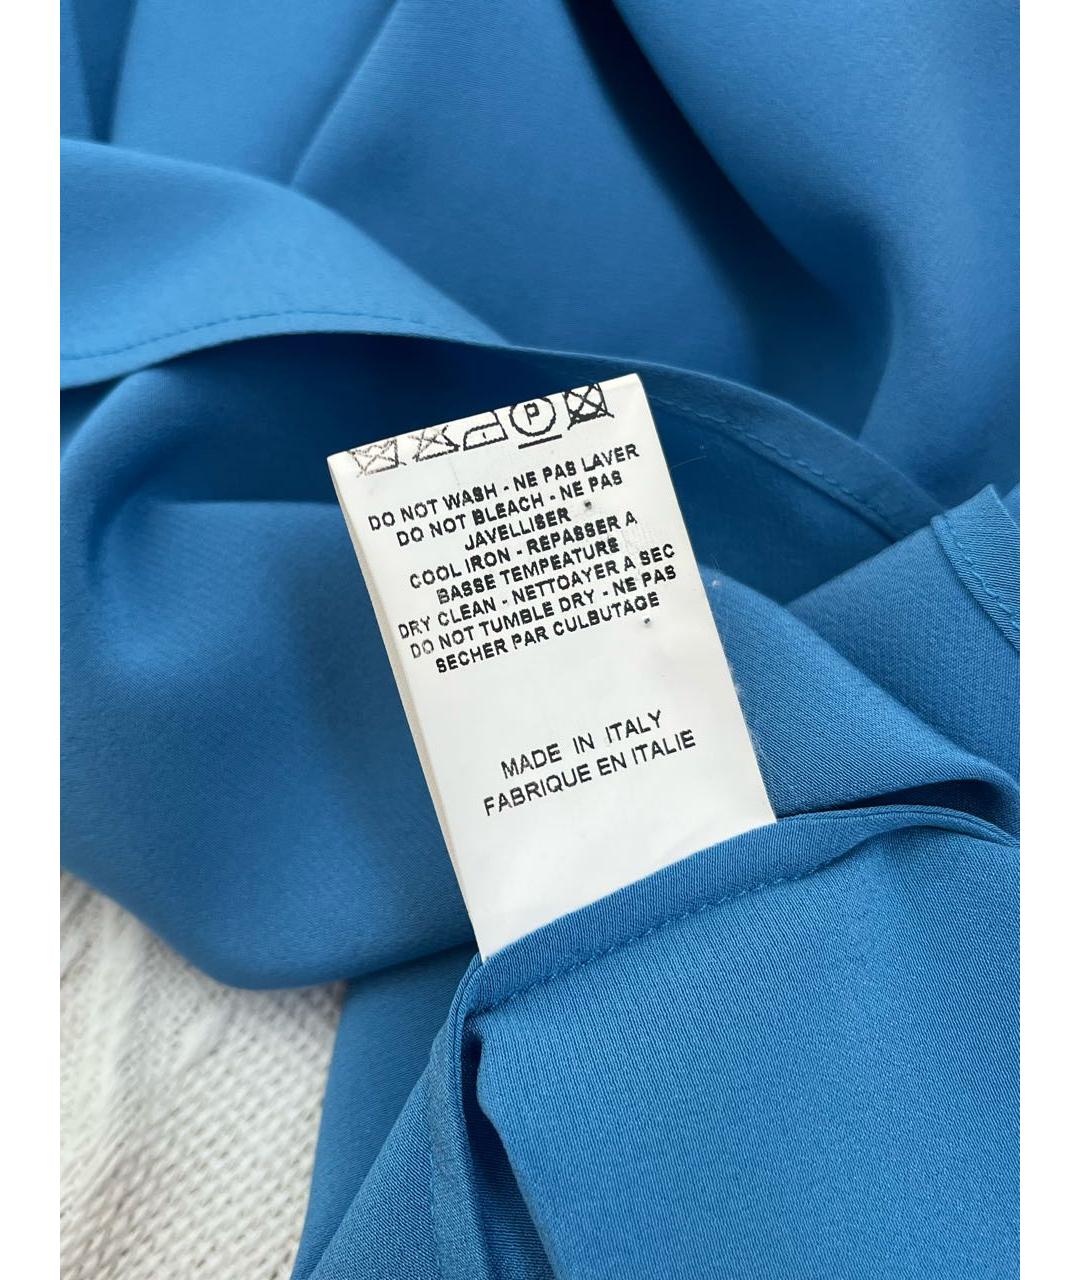 P
DO NOT WASH - NE PAS LAVER
DO NOT BLEACH - NE PAS
JAVELLISER
COOL IRON - REPASSER A
BASSE TEMPEATURE
DRY CLEAN - NETTOAYER A SEC
DO NOT TUMBLE DRY - NE PAS
SECHER PAR CULBUTAGE
MADE IN ITALY
FABRIQUE EN ITALIE